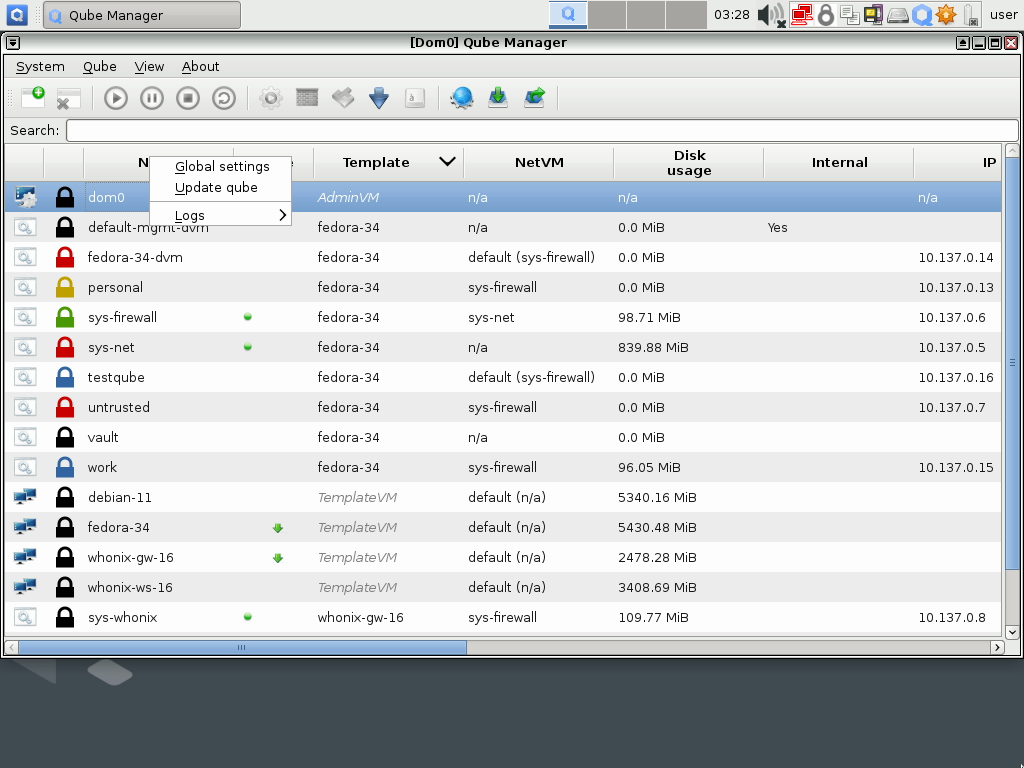 Qube Manager 03:28 user
[Dom0] Qube Manager
System Qube View About
Search:
Template NetVM Disk usage Internal IP
Global settings
Update qube
Logs
dom0 AdminVM n/a n/a n/a
default-mgmt-dvm fedora-34 n/a 0.0 MiB Yes
fedora-34-dvm fedora-34 default (sys-firewall) 0.0 MiB 10.137.0.14
personal fedora-34 sys-firewall 0.0 MiB 10.137.0.13
sys-firewall fedora-34 sys-net 98.71 MiB 10.137.0.6
sys-net fedora-34 n/a 839.88 MiB 10.137.0.5
testqube fedora-34 default (sys-firewall) 0.0 MiB 10.137.0.16
untrusted fedora-34 sys-firewall 0.0 MiB 10.137.0.7
vault fedora-34 n/a 0.0 MiB
work fedora-34 sys-firewall 96.05 MiB 10.137.0.15
debian-11 TemplateVM default (n/a) 5340.16 MiB
fedora-34 TemplateVM default (n/a) 5430.48 MiB
whonix-gw-16 TemplateVM default (n/a) 2478.28 MiB
whonix-ws-16 TemplateVM default (n/a) 3408.69 MiB
sys-whonix whonix-gw-16 sys-firewall 109.77 MiB 10.137.0.8